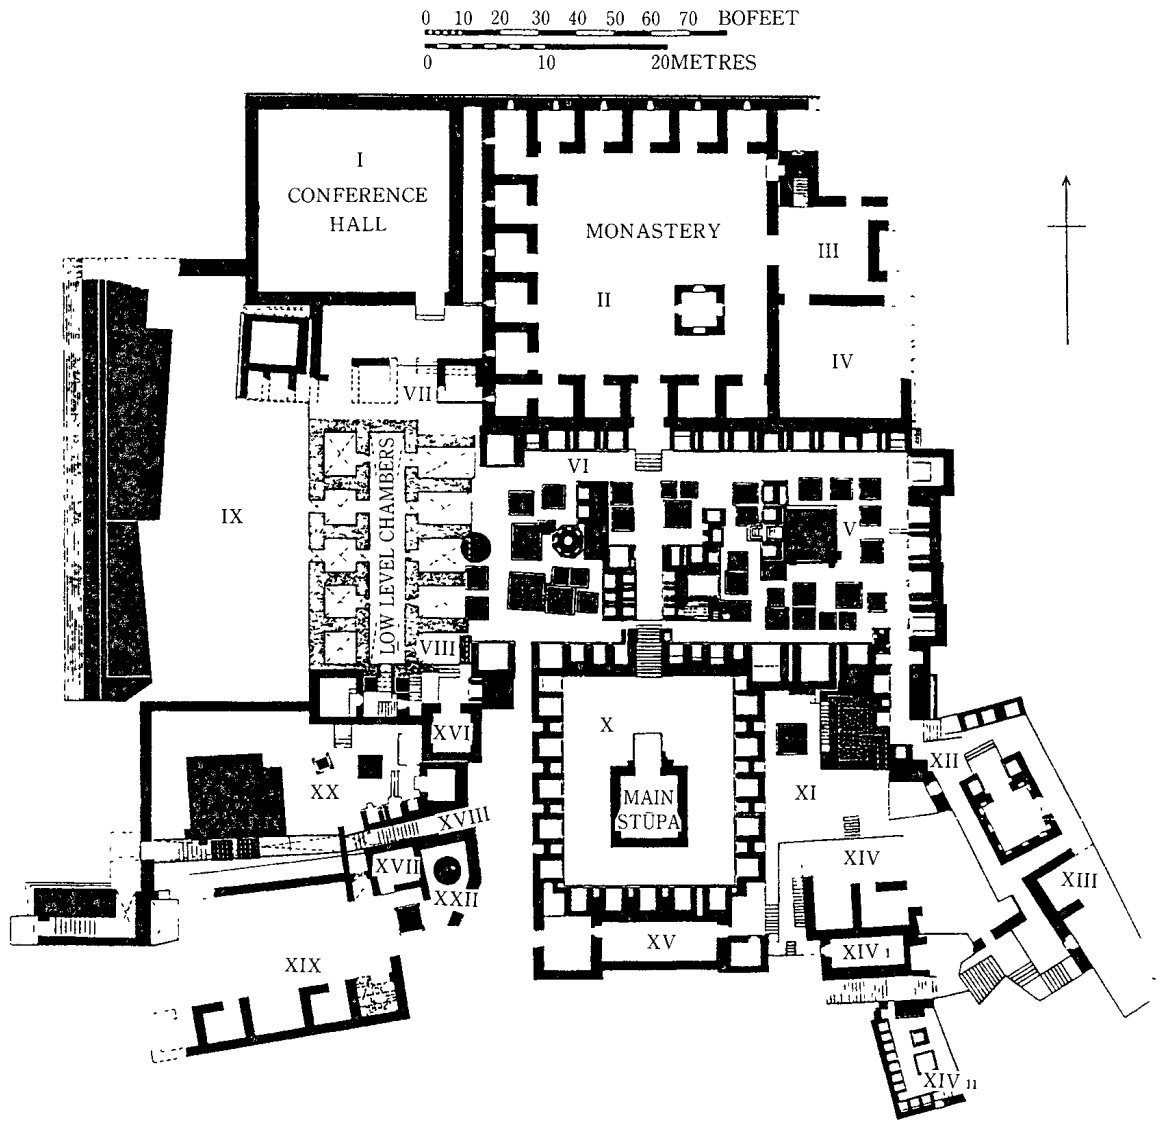 0 10 20 30 40 50 60 70 BOFEET
0 10 20METRES
I
CONFERENCE
HALL
MONASTERY
II
III
IV
VII
VI
V
IX
LOW LEVEL CHAMBERS
VIII
X
XVI
XII
XX
MAIN
STŪPA
XI
XVIII
XVII
XIV
XIII
XXII
XV
XIV I
XIX
XIV II